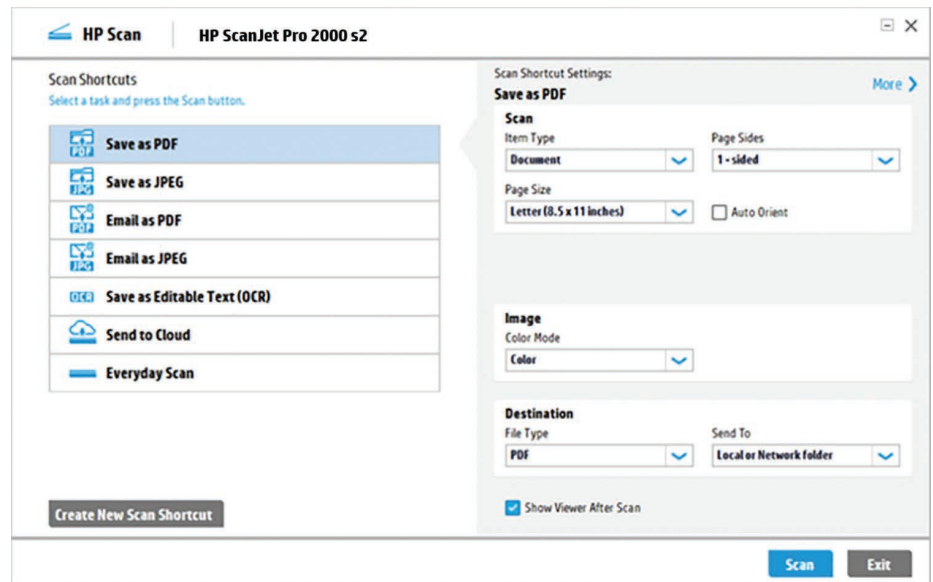 HP Scan
HP ScanJet Pro 2000 s2
Scan Shortcuts
Select a task and press the Scan button.
PDF Save as PDF
JPG Save as JPEG
PDF Email as PDF
JPG Email as JPEG
OCR Save as Editable Text (OCR)
Send to Cloud
Everyday Scan
Create New Scan Shortcut
Scan Shortcut Settings:
Save as PDF
More
Scan
Item Type Page Sides
Document 1 - sided
Page Size
Letter (8.5 x 11 inches) Auto Orient
Image
Color Mode
Color
Destination
File Type Send To
PDF Local or Network folder
Show Viewer After Scan
Scan Exit